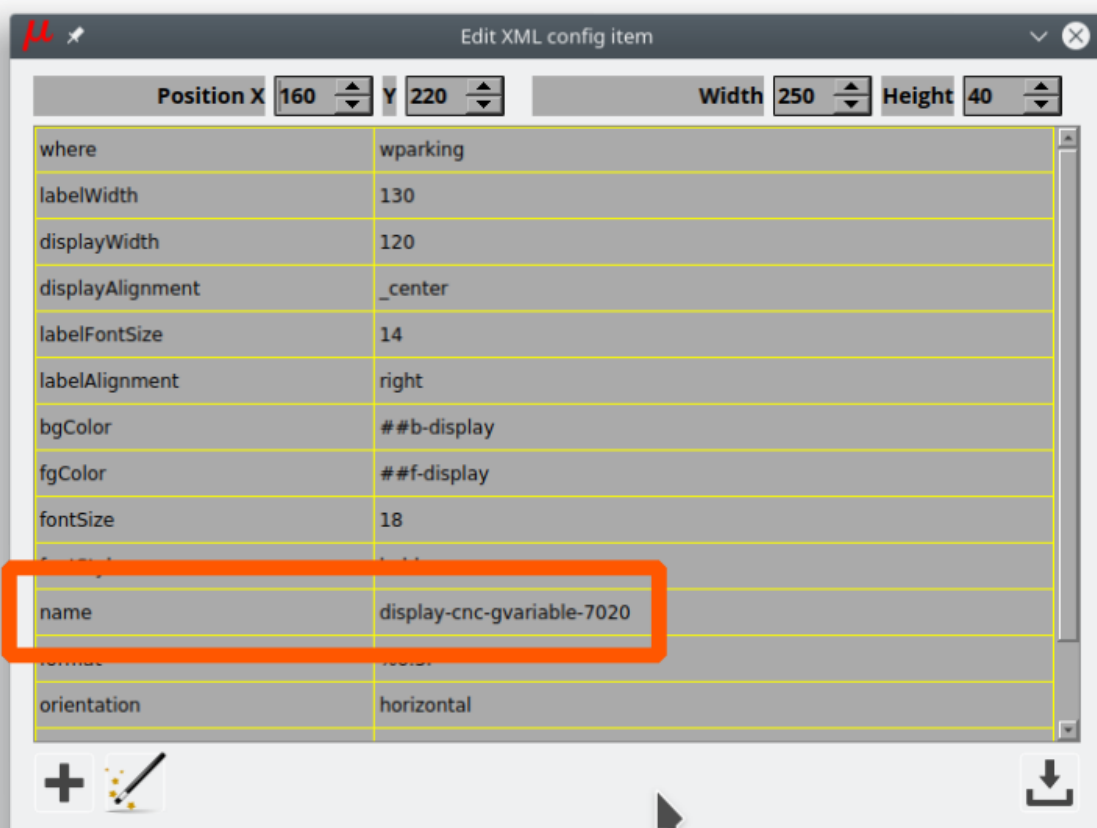 μ Edit XML config item
Position X 160 Y 220 Width 250 Height 40
where wparking
labelWidth 130
displayWidth 120
displayAlignment _center
labelFontSize 14
labelAlignment right
bgColor ##b-display
fgColor ##f-display
fontSize 18
name display-cnc-gvariable-7020
orientation horizontal